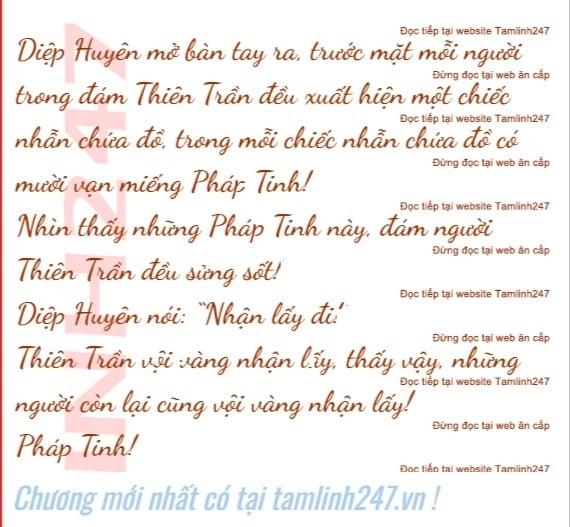 Đọc tiếp tại website Tamlinh247
Diệp Huyên mở bàn tay ra, trước mặt mỗi người
Đừng đọc tại web ăn cắp
trong đám Thiên Trần đều xuất hiện một chiếc
Đọc tiếp tại website Tamlinh247
nhẫn chứa đồ, trong mỗi chiếc nhẫn chứa đồ có
Đừng đọc tại web ăn cắp
mười vạn miếng Pháp Tinh!
Đọc tiếp tại website Tamlinh247
Nhìn thấy những Pháp Tinh này, đám người
Đừng đọc tại web ăn cắp
Thiên Trần đều sửng sốt!
Đọc tiếp tại website Tamlinh247
Diệp Huyên nói: “Nhận lấy đi!”
Đừng đọc tại web ăn cắp
Thiên Trần vội vàng nhận lấy, thấy vậy, những
Đọc tiếp tại website Tamlinh247
người còn lại cũng vội vàng nhận lấy!
Đừng đọc tại web ăn cắp
Pháp Tinh!
Đọc tiếp tại website Tamlinh247
Chương mới nhất có tại tamlinh247.vn !
INH247